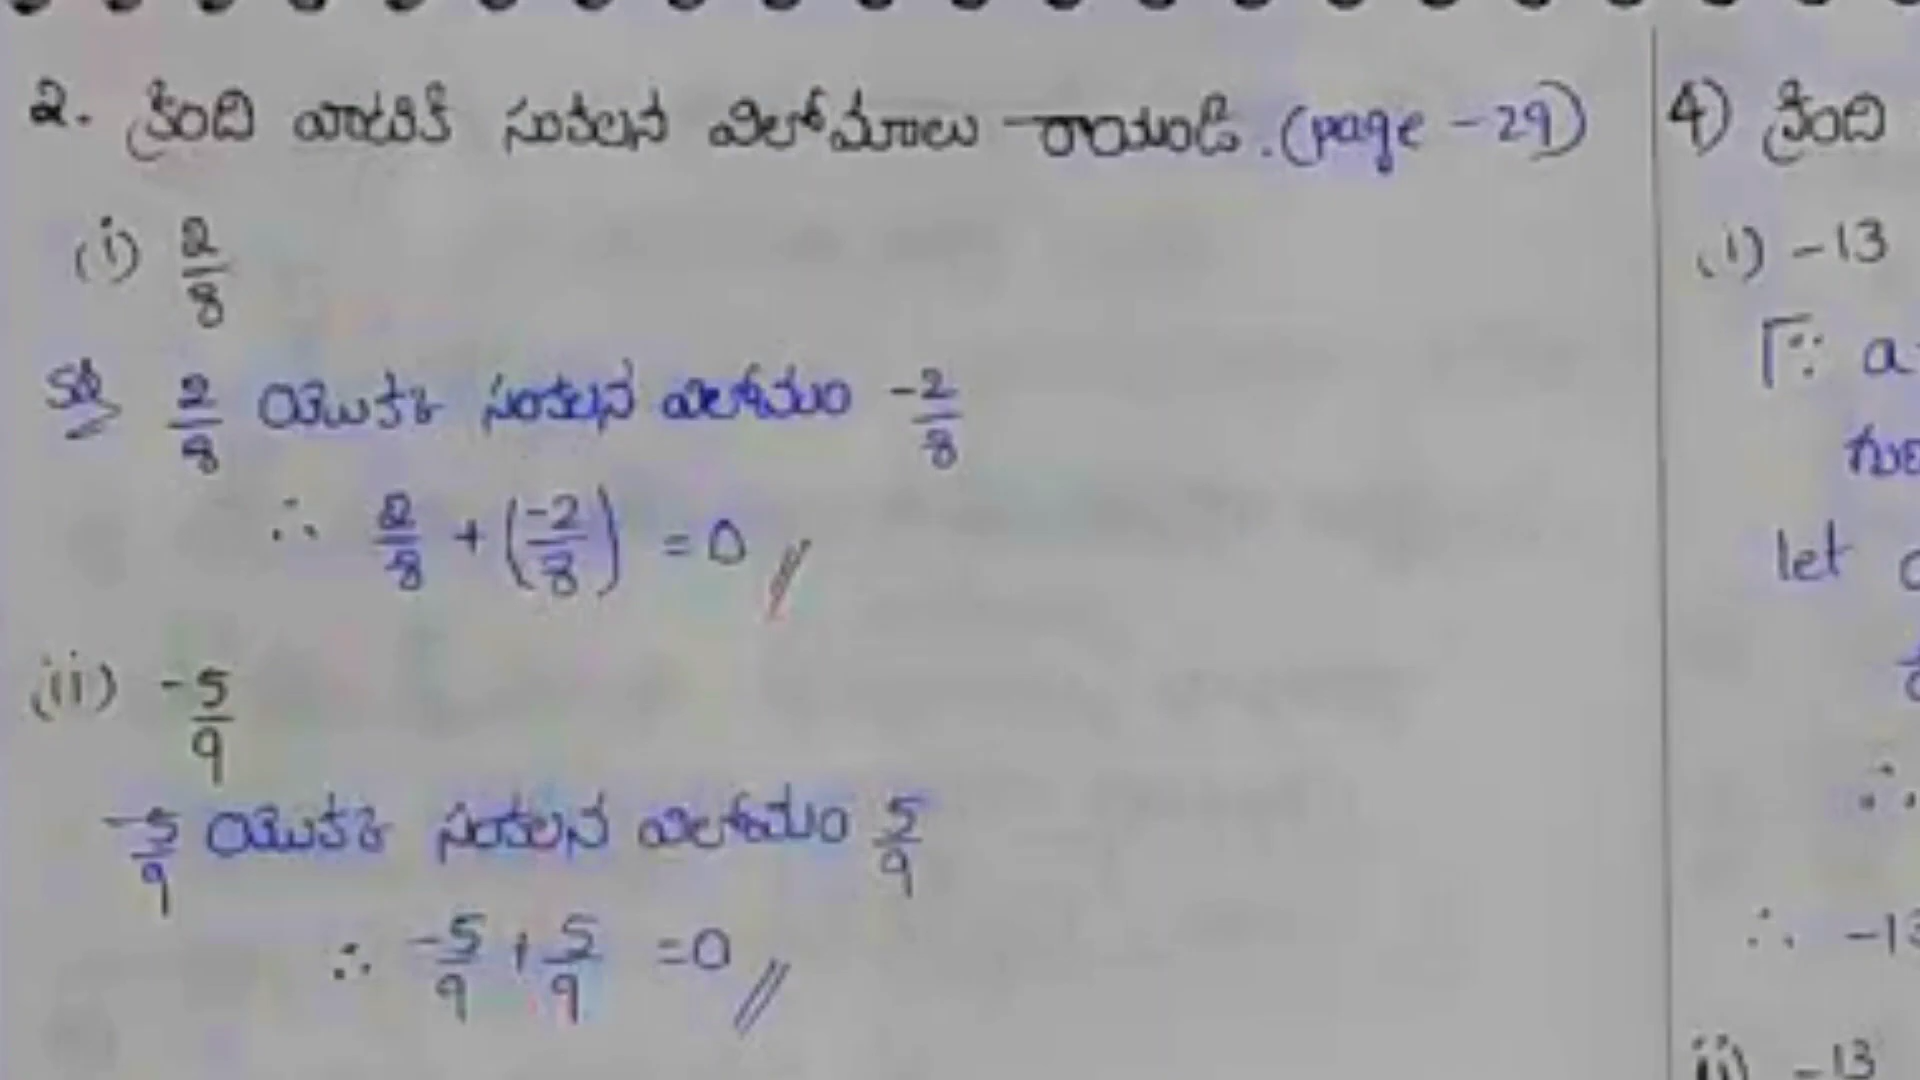 2. క్రింది వాటికి సంకలన విలోమాలు రాయండి. (page - 29)
(i) 2/8
Sol 2/8 యొక్క సంకలన విలోమం -2/8
∴ 2/8 + (-2/8) = 0 //
(ii) -5/9
-5/9 యొక్క సంకలన విలోమం 5/9
∴ -5/9 + 5/9 = 0 //
4) క్రింది
(i) -13
[∵ a
let
∴
∴ -13
ii) -13